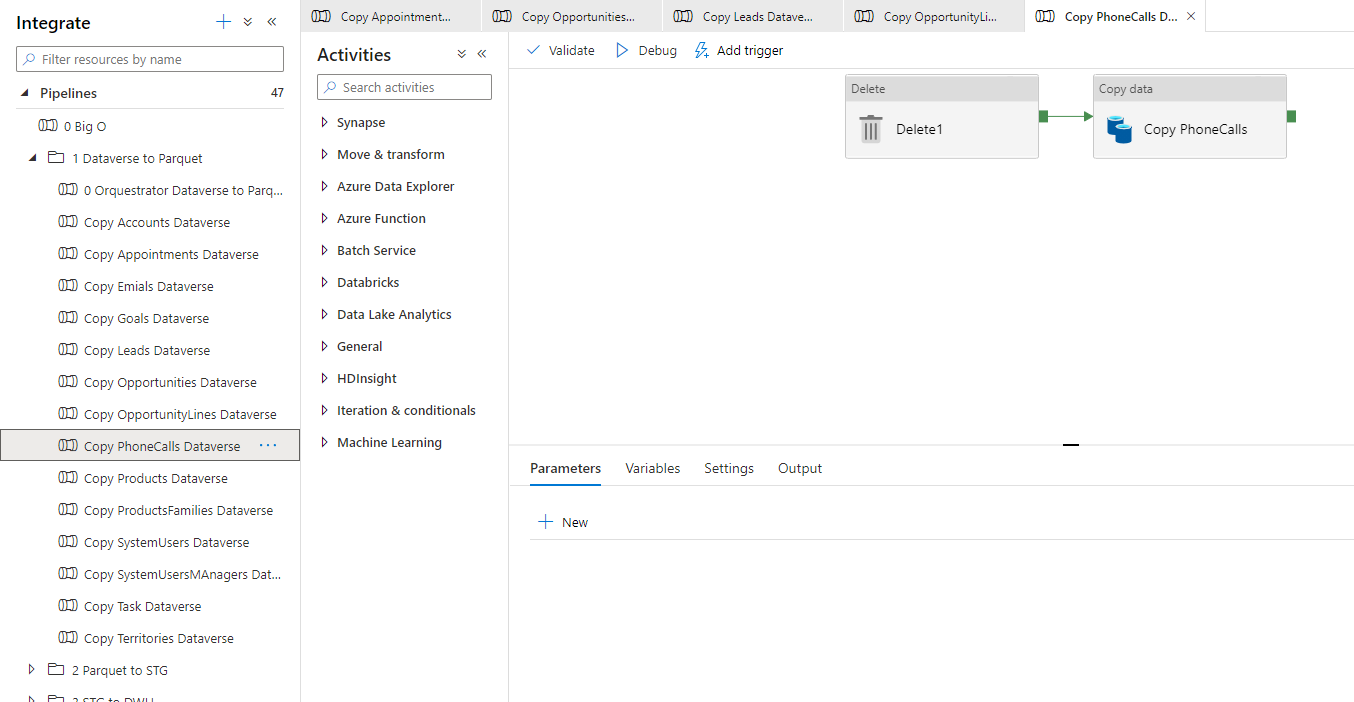 Integrate
Filter resources by name
Pipelines 47
0 Big O
1 Dataverse to Parquet
0 Orquestrator Dataverse to Parq...
Copy Accounts Dataverse
Copy Appointments Dataverse
Copy Emials Dataverse
Copy Goals Dataverse
Copy Leads Dataverse
Copy Opportunities Dataverse
Copy OpportunityLines Dataverse
Copy PhoneCalls Dataverse
Copy Products Dataverse
Copy ProductsFamilies Dataverse
Copy SystemUsers Dataverse
Copy SystemUsersMAnagers Dat...
Copy Task Dataverse
Copy Territories Dataverse
2 Parquet to STG
3 STG to DWH
Copy Appointment...
Copy Opportunities...
Copy Leads Datave...
Copy OpportunityLi...
Copy PhoneCalls D...
Activities
Search activities
Synapse
Move & transform
Azure Data Explorer
Azure Function
Batch Service
Databricks
Data Lake Analytics
General
HDInsight
Iteration & conditionals
Machine Learning
Validate
Debug
Add trigger
Delete
Delete1
Copy data
Copy PhoneCalls
Parameters
Variables
Settings
Output
New